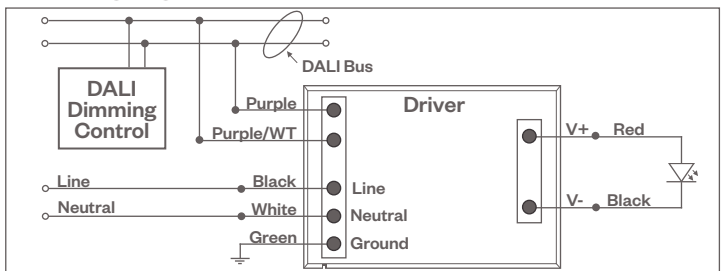 DALI Bus
DALI
Dimming
Control
Driver
Purple
Purple/WT
V+ Red
Line Black Line
V- Black
Neutral White Neutral
Green Ground